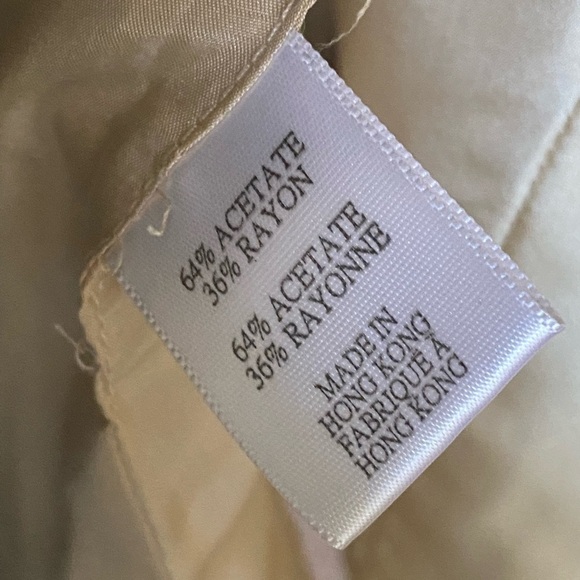 64% ACETATE
36% RAYON
64% ACETATE
36% RAYONNE
MADE IN
HONG KONG
FABRIQUÉ À
HONG KONG